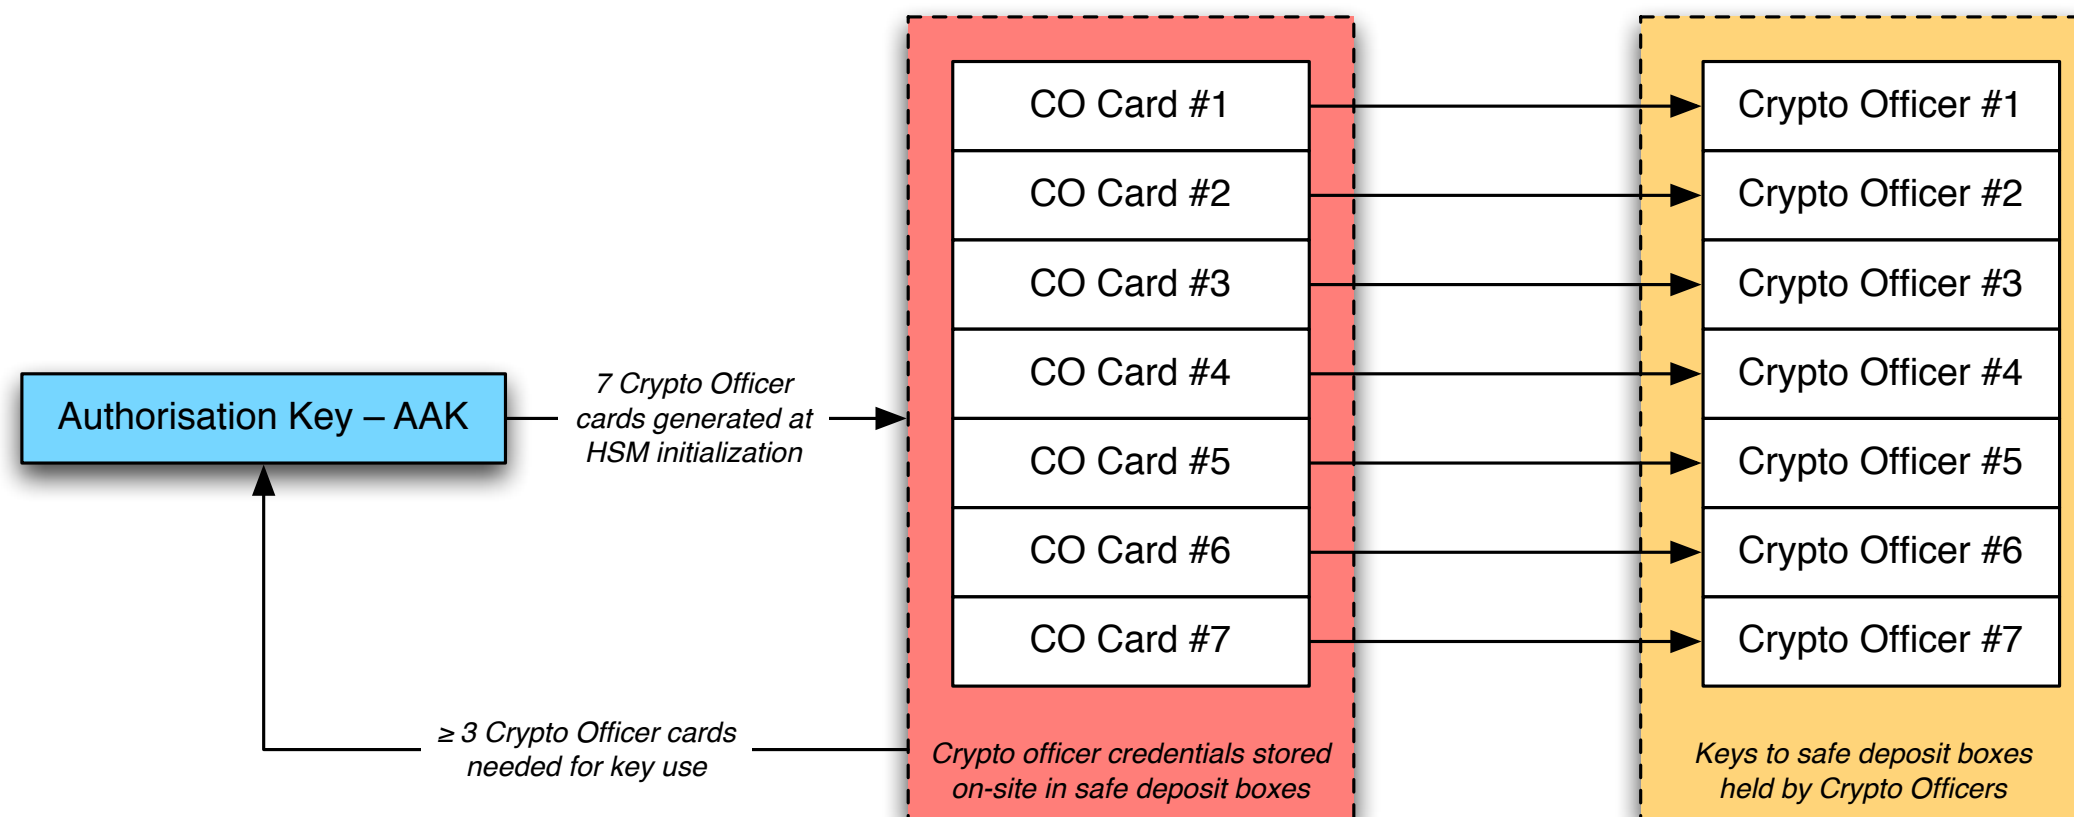 Authorisation Key – AAK
7 Crypto Officer
cards generated at
HSM initialization
≥ 3 Crypto Officer cards
needed for key use
CO Card #1
CO Card #2
CO Card #3
CO Card #4
CO Card #5
CO Card #6
CO Card #7
Crypto officer credentials stored
on-site in safe deposit boxes
Crypto Officer #1
Crypto Officer #2
Crypto Officer #3
Crypto Officer #4
Crypto Officer #5
Crypto Officer #6
Crypto Officer #7
Keys to safe deposit boxes
held by Crypto Officers